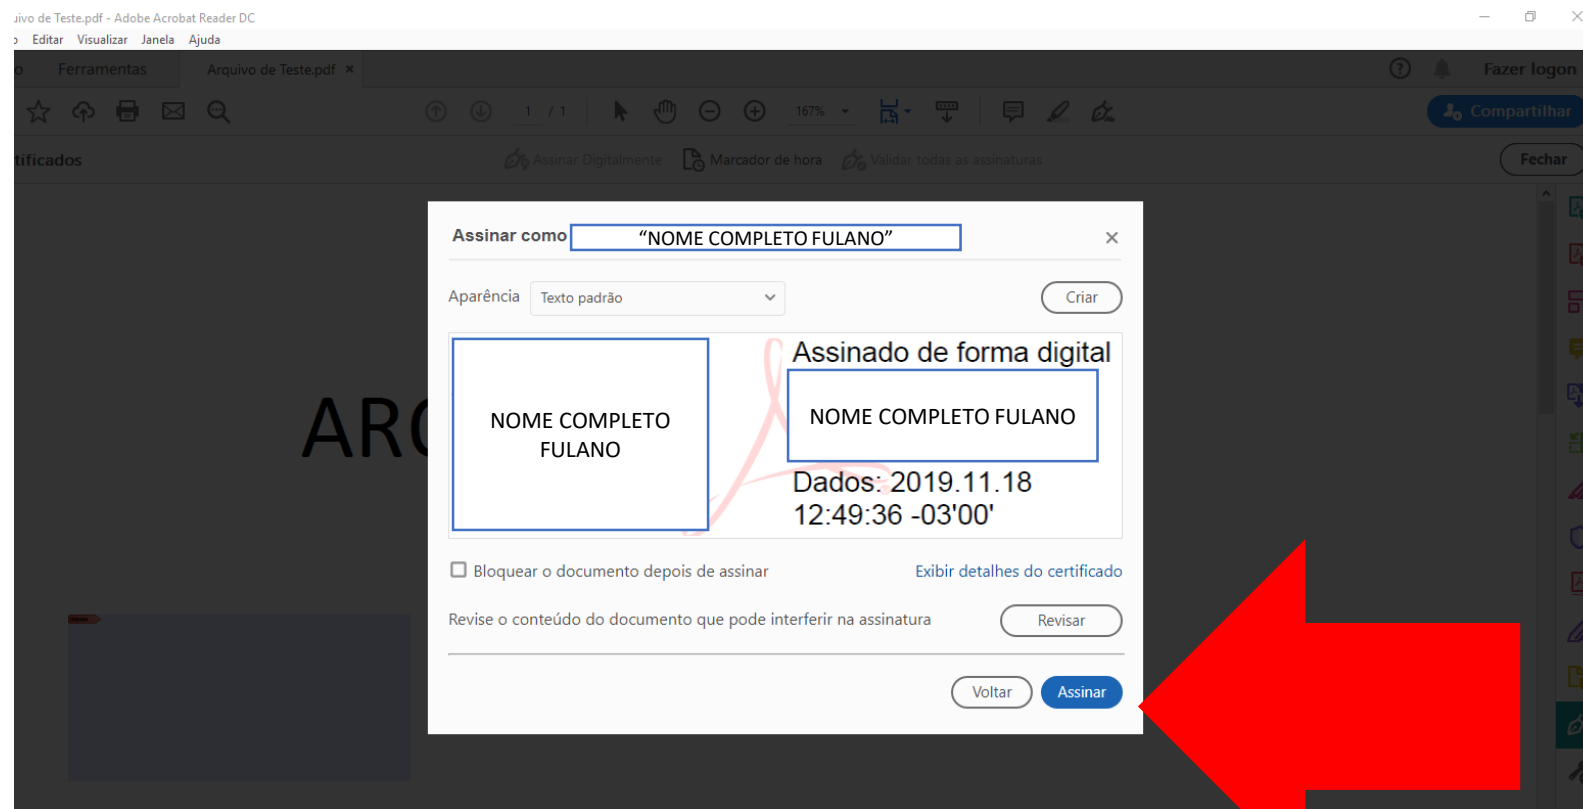 uivo de Teste.pdf - Adobe Acrobat Reader DC
Editar Visualizar Janela Ajuda
o Ferramentas Arquivo de Teste.pdf × ? Fazer logon
1 / 1 167% Compartilhar
tificados Assinar Digitalmente Marcador de hora Validar todas as assinaturas Fechar
Assinar como “NOME COMPLETO FULANO” ×
Aparência Texto padrão Criar
ARQ
NOME COMPLETO
FULANO
Assinado de forma digital
NOME COMPLETO FULANO
Dados: 2019.11.18
12:49:36 -03'00'
Bloquear o documento depois de assinar Exibir detalhes do certificado
Revise o conteúdo do documento que pode interferir na assinatura Revisar
Voltar Assinar